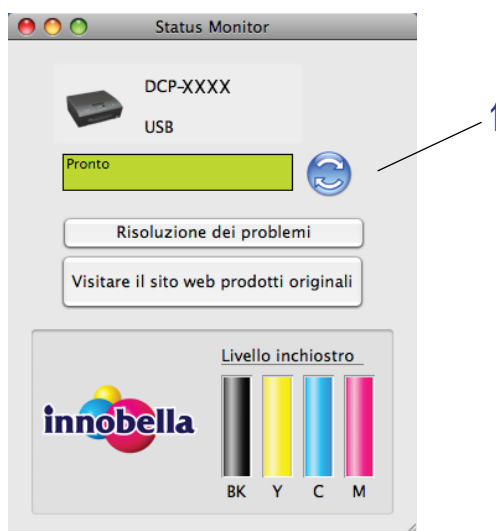 Status Monitor
DCP-XXXX
USB
1
Pronto
Risoluzione dei problemi
Visitare il sito web prodotti originali
Livello inchiostro
innobella
BK Y C M